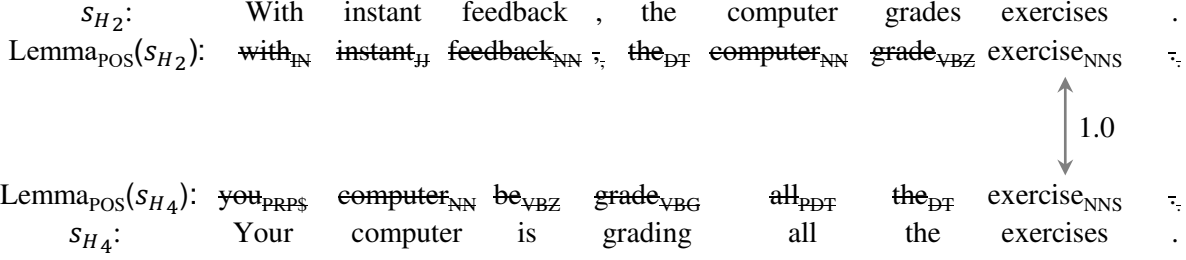 s_{H_2}: With instant feedback , the computer grades exercises .
Lemma_{POS}(s_{H_2}): with_{IN} instant_{JJ} feedback_{NN} ,_{,} the_{DT} computer_{NN} grade_{VBZ} exercise_{NNS} ._{.}
1.0
Lemma_{POS}(s_{H_4}): you_{PRP$} computer_{NN} be_{VBZ} grade_{VBG} all_{PDT} the_{DT} exercise_{NNS} ._{.}
s_{H_4}: Your computer is grading all the exercises .